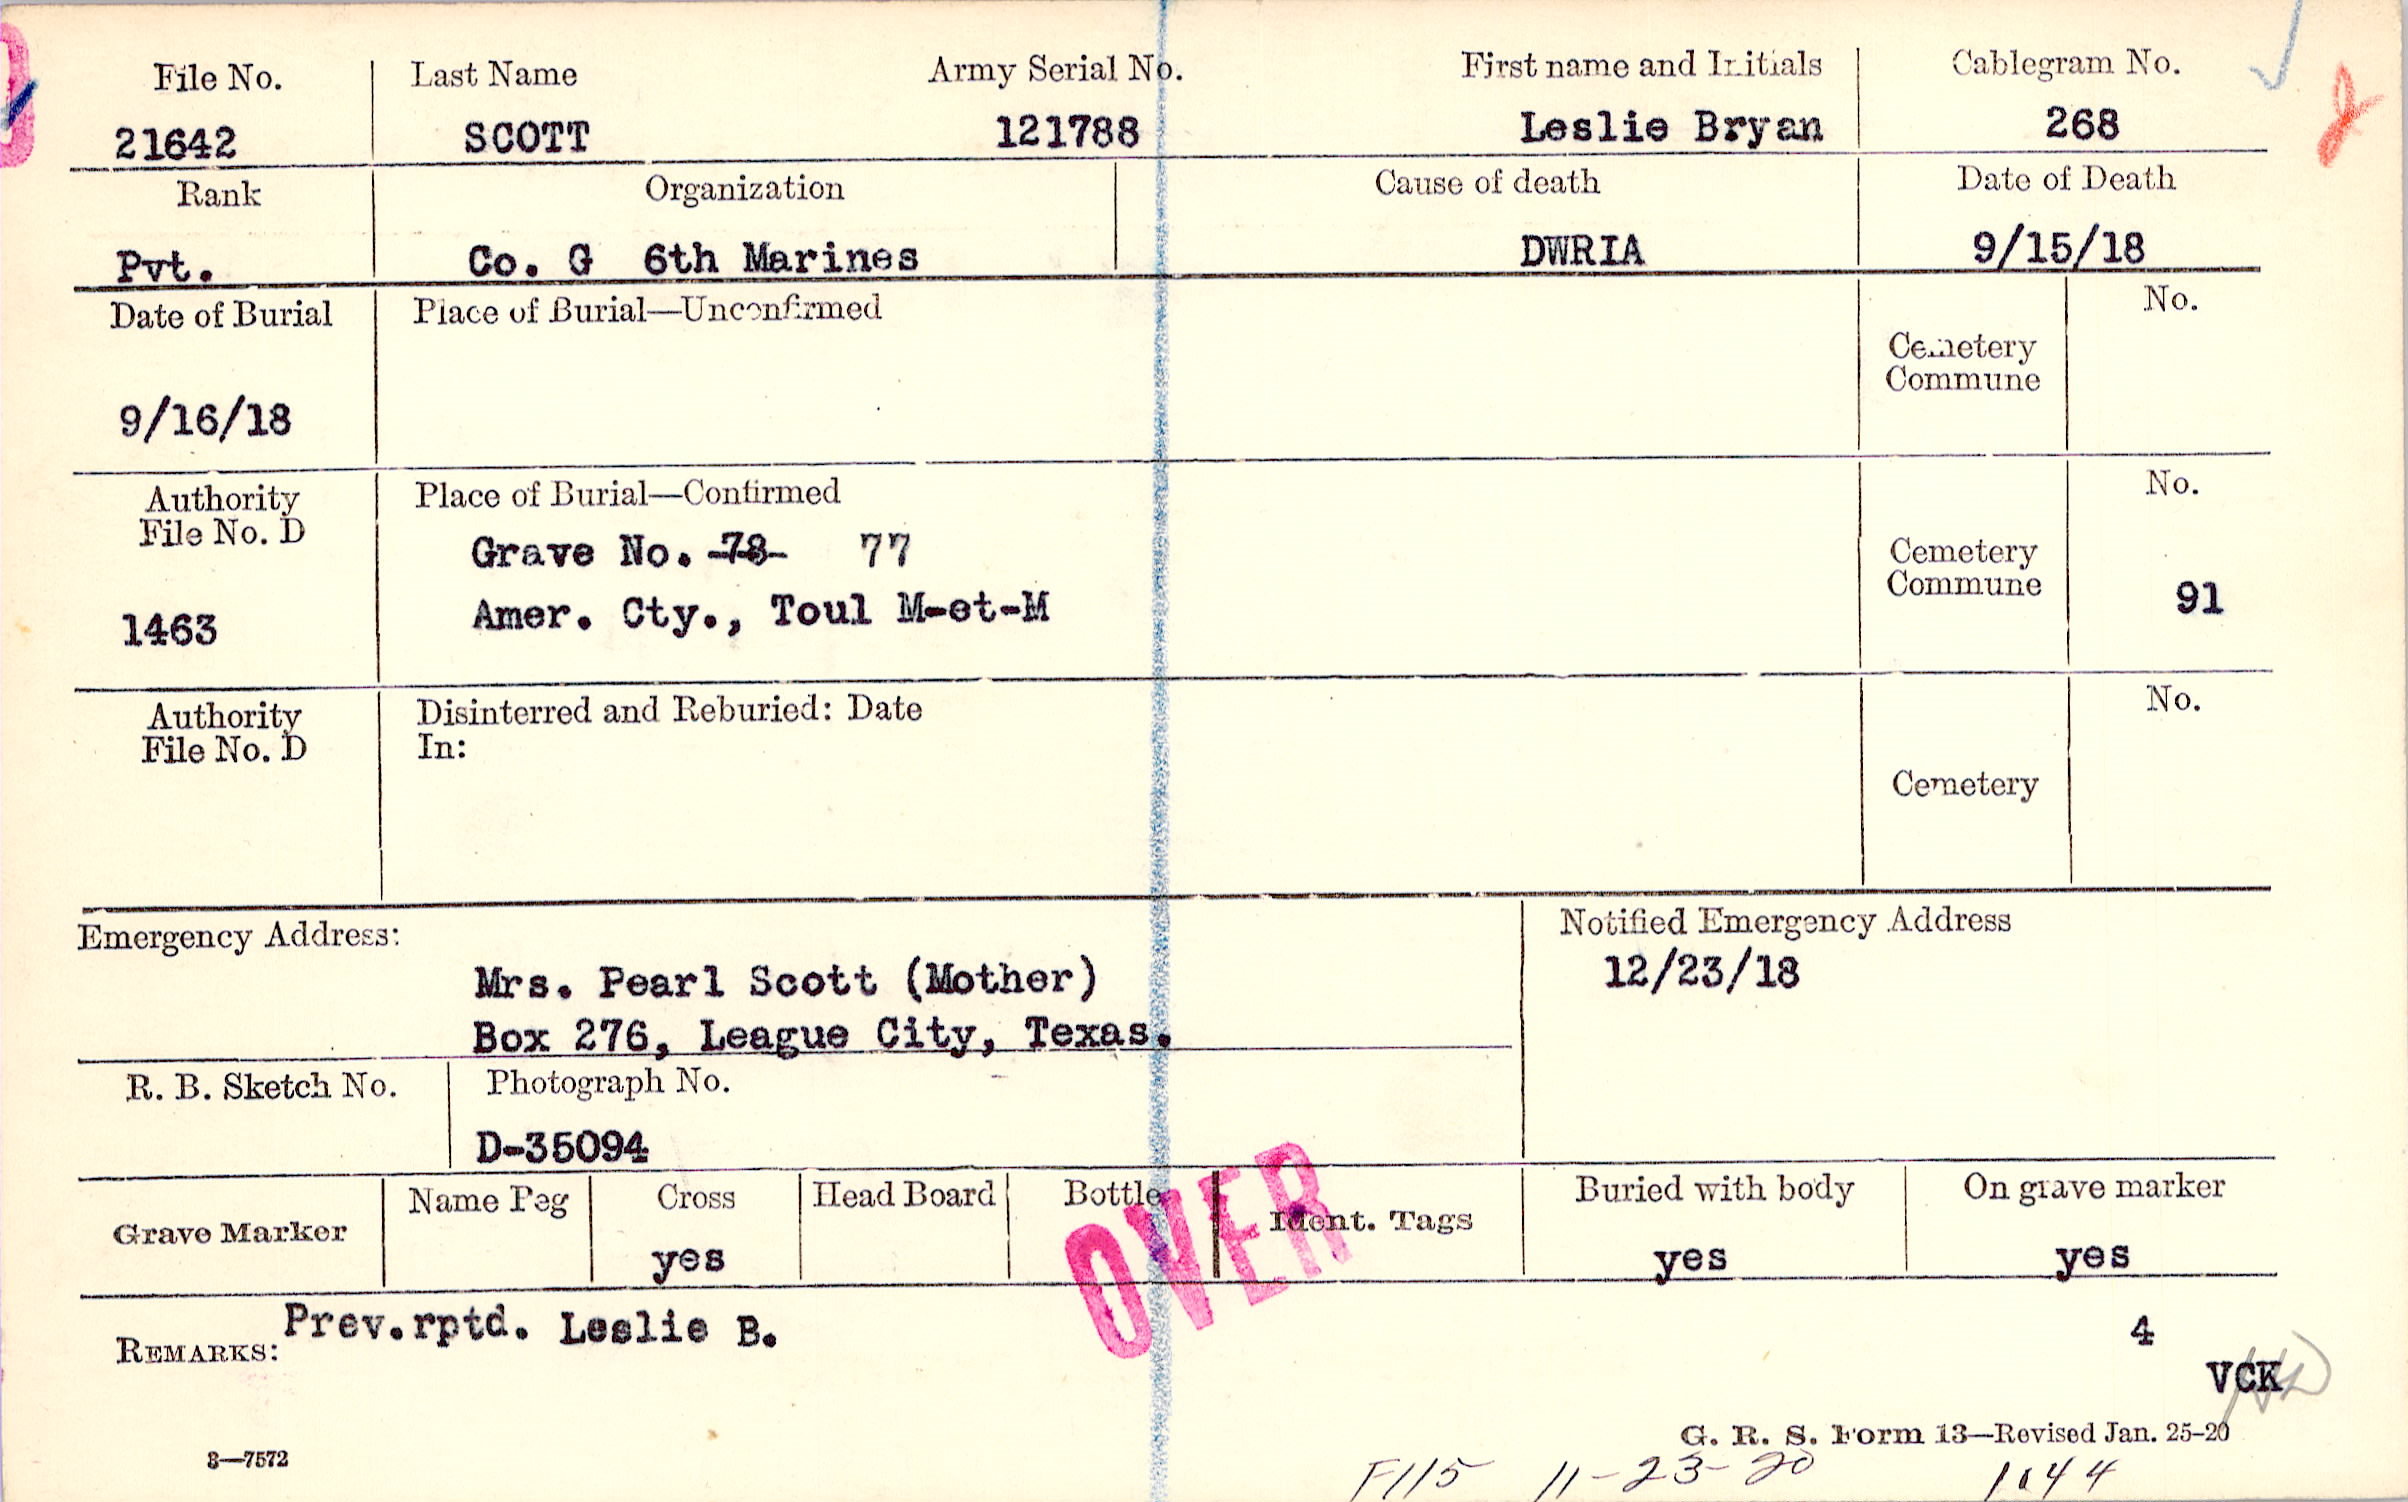 File No. Last Name Army Serial No. First name and Initials Cablegram No.
21642 SCOTT 121788 Leslie Bryan 268
Rank Organization Cause of death Date of Death
Pvt. Co. G 6th Marines DWRIA 9/15/18
Date of Burial Place of Burial—Unconfirmed No.
Cemetery
Commune
9/16/18
Authority Place of Burial—Confirmed No.
File No. D
Grave No. 78 77
Cemetery
Commune
1463 Amer. Cty., Toul M-et-M 91
Authority Disinterred and Reburied: Date No.
File No. D In:
Cemetery
Emergency Address: Notified Emergency Address
Mrs. Pearl Scott (Mother) 12/23/18
Box 276, League City, Texas.
R. B. Sketch No. Photograph No.
D-35094
Grave Marker Name Peg Cross Head Board Bottle Ident. Tags Buried with body On grave marker
yes yes yes
OVER
REMARKS: Prev.rptd. Leslie B. 4
VCK
G. R. S. Form 13—Revised Jan. 25-20
3—7572
F115 11-23-20 1044